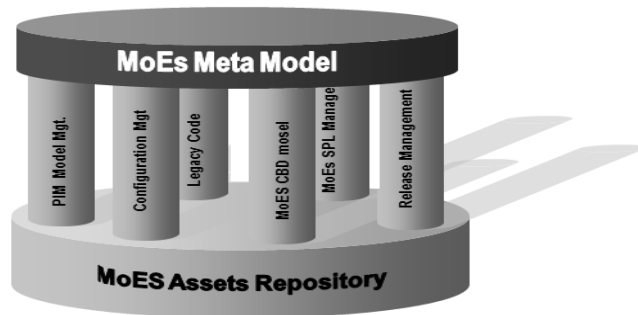 MoEs Meta Model
PIM Model Mgt.
Configuration Mgt
Legacy Code
MoES CBD mosel
MoEs SPL Manage
Release Management
MoES Assets Repository